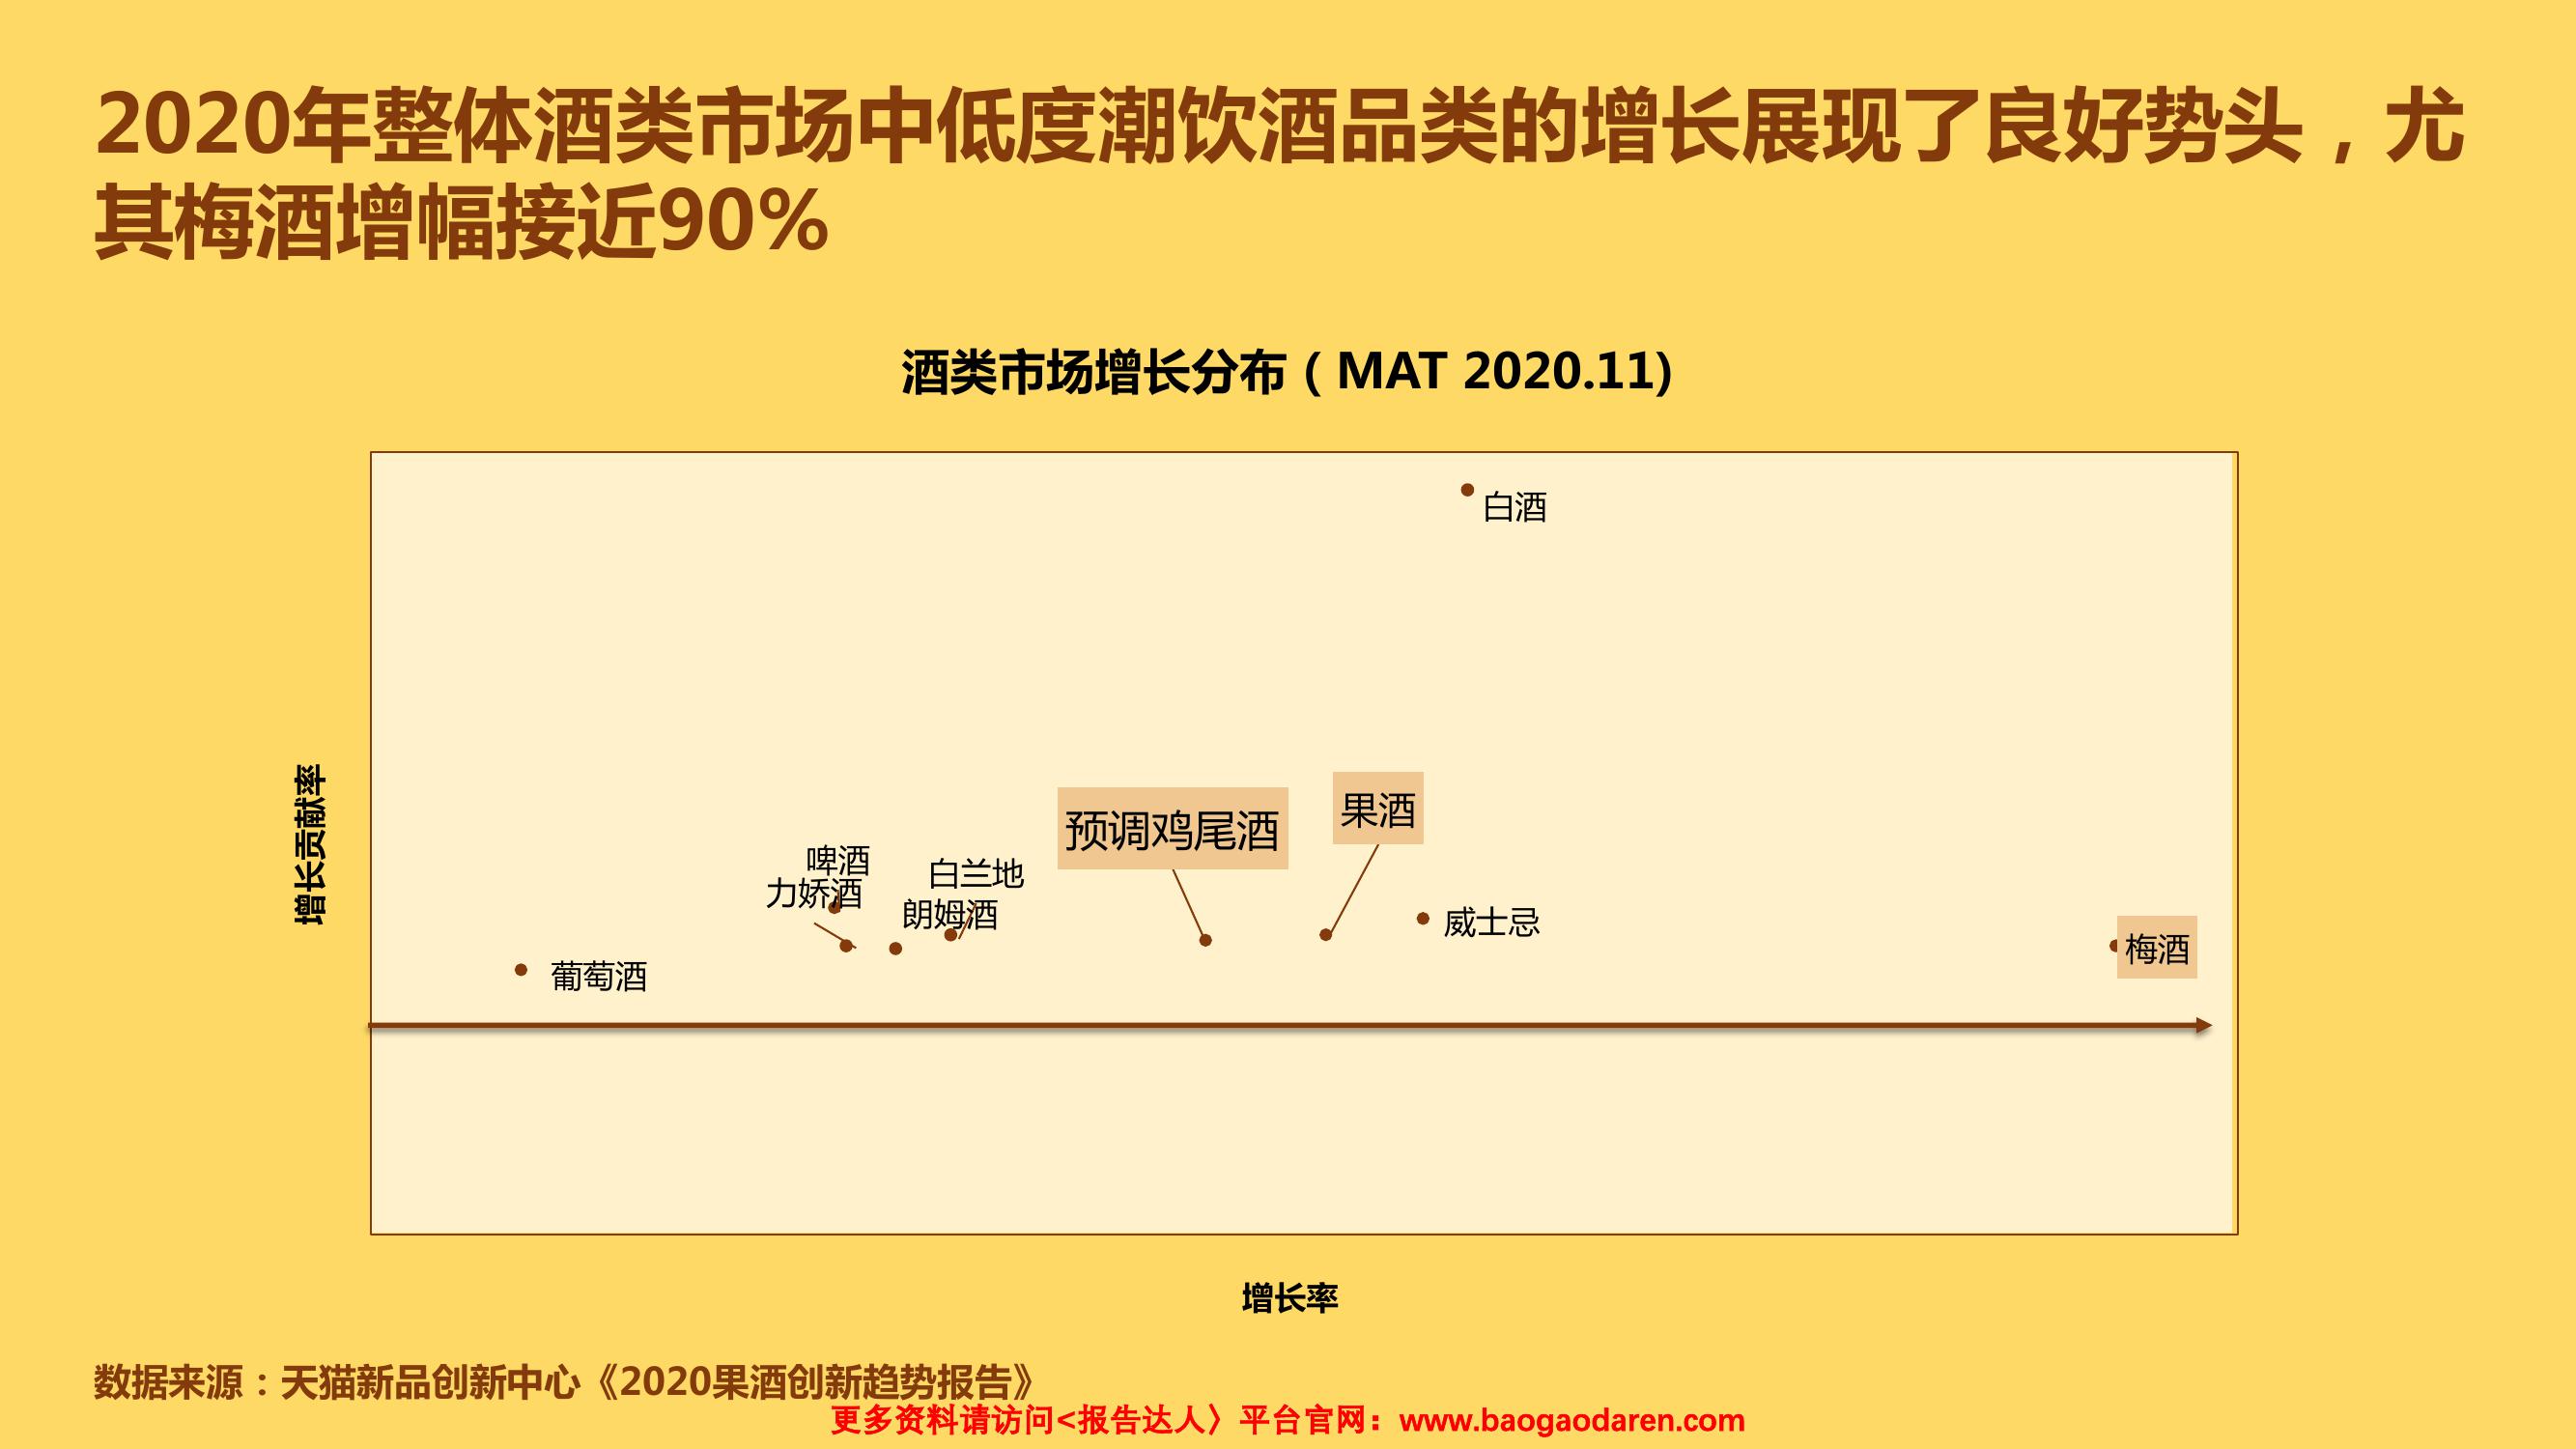 2020年整体酒类市场中低度潮饮酒品类的增长展现了良好势头，尤
其梅酒增幅接近90%
酒类市场增长分布（MAT 2020.11)
白酒
预调鸡尾酒
果酒
啤酒
力娇酒
白兰地
朗姆酒
威士忌
梅酒
葡萄酒
增长贡献率
增长率
数据来源：天猫新品创新中心《2020果酒创新趋势报告》
更多资料请访问<报告达人〉平台官网：www.baogaodaren.com